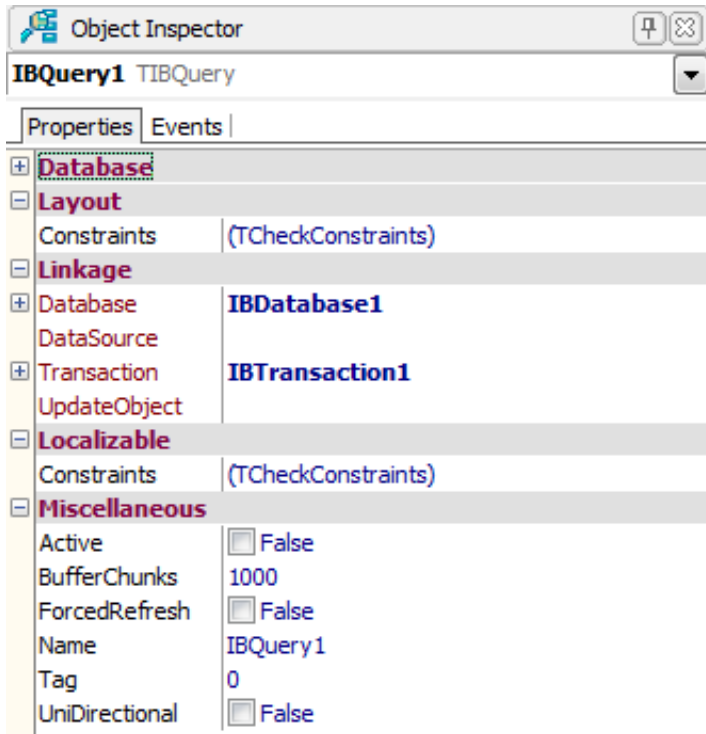 Object Inspector
IBQuery1 TIBQuery
Properties Events
Database
Layout
Constraints (TCheckConstraints)
Linkage
Database IBDatabase1
DataSource
Transaction IBTransaction1
UpdateObject
Localizable
Constraints (TCheckConstraints)
Miscellaneous
Active False
BufferChunks 1000
ForcedRefresh False
Name IBQuery1
Tag 0
UniDirectional False